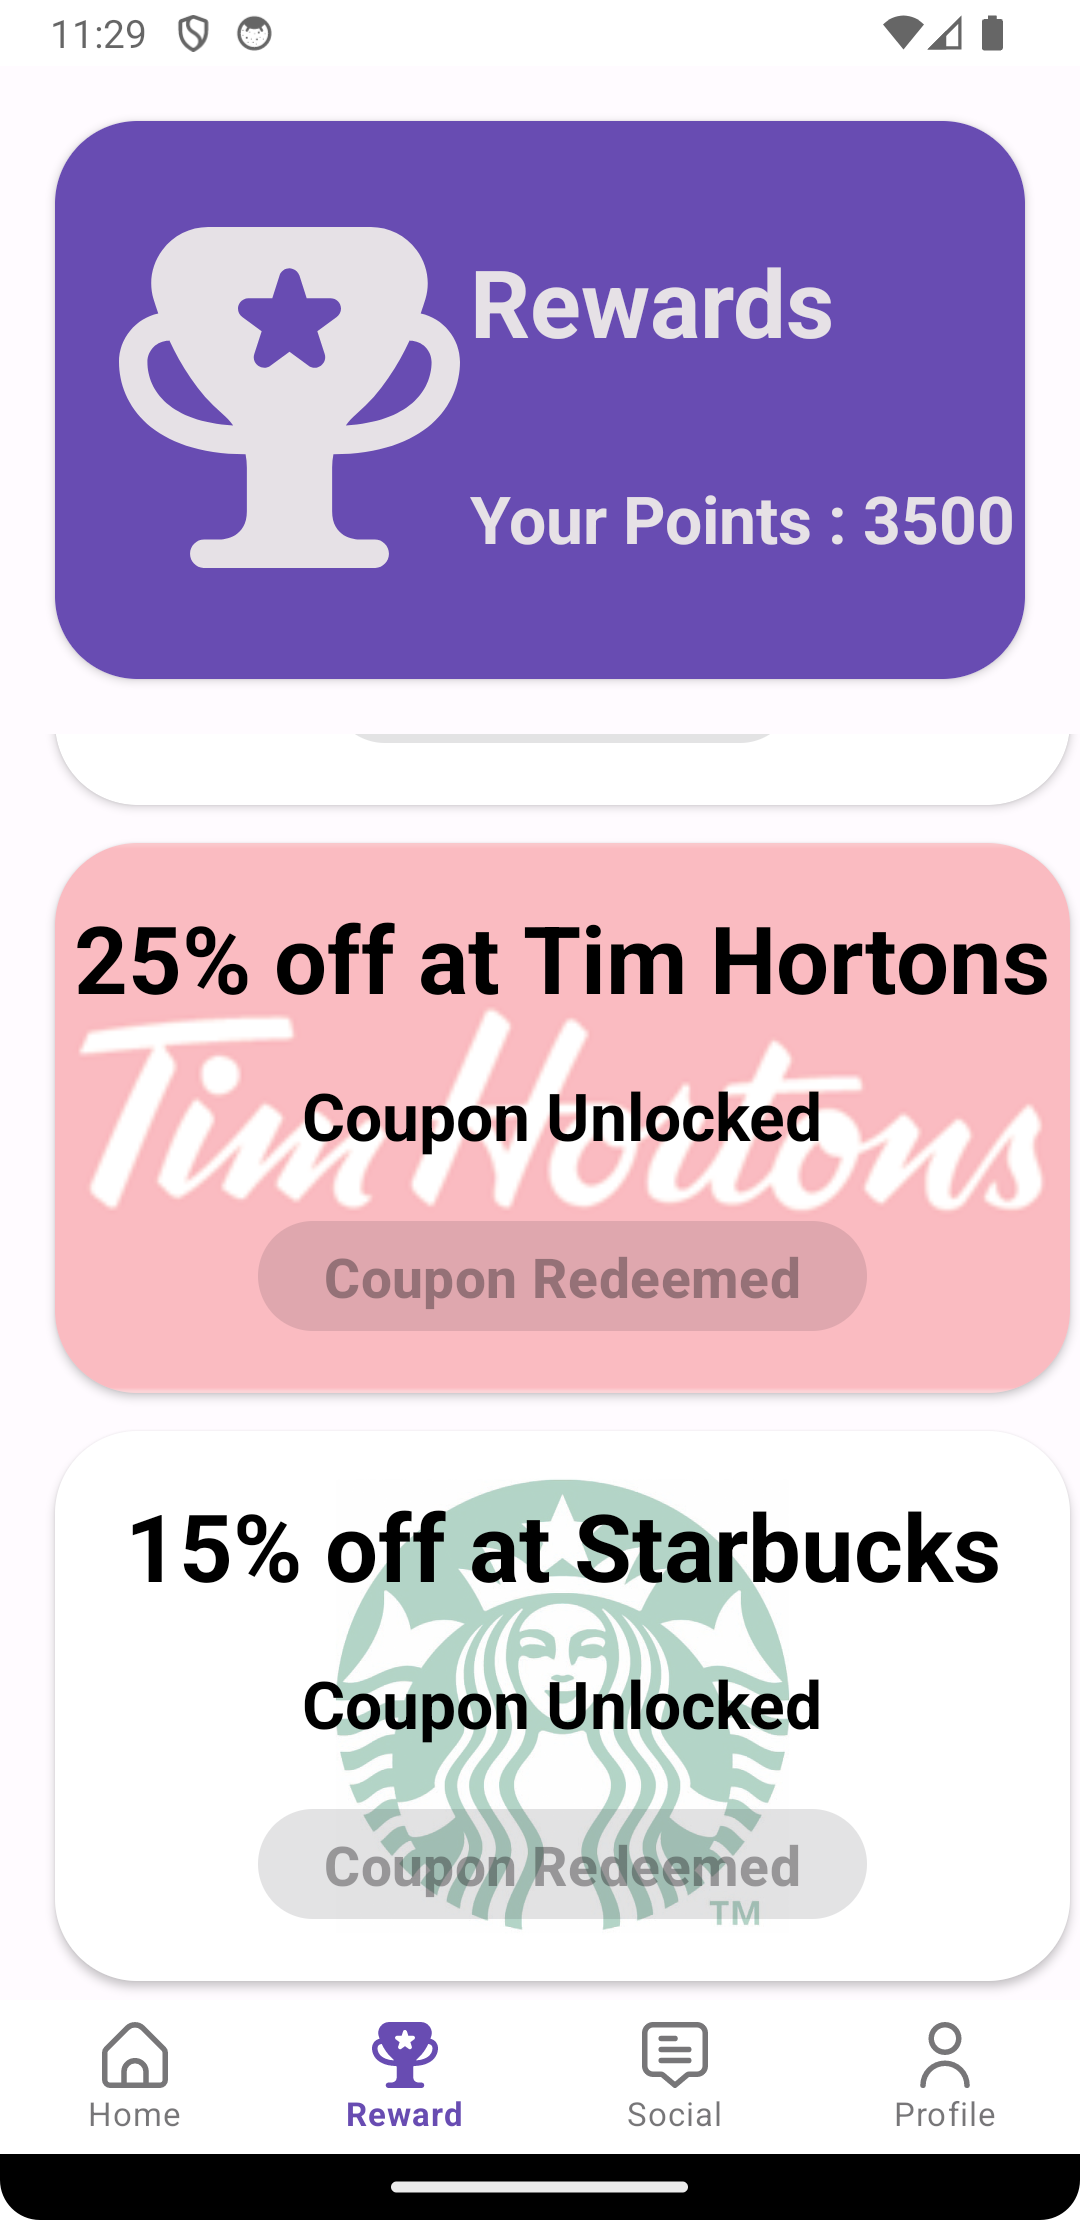 11:29
Rewards
Your Points : 3500
25% off at Tim Hortons
Tim Hortons
Coupon Unlocked
Coupon Redeemed
15% off at Starbucks
Coupon Unlocked
Coupon Redeemed
TM
Home
Reward
Social
Profile